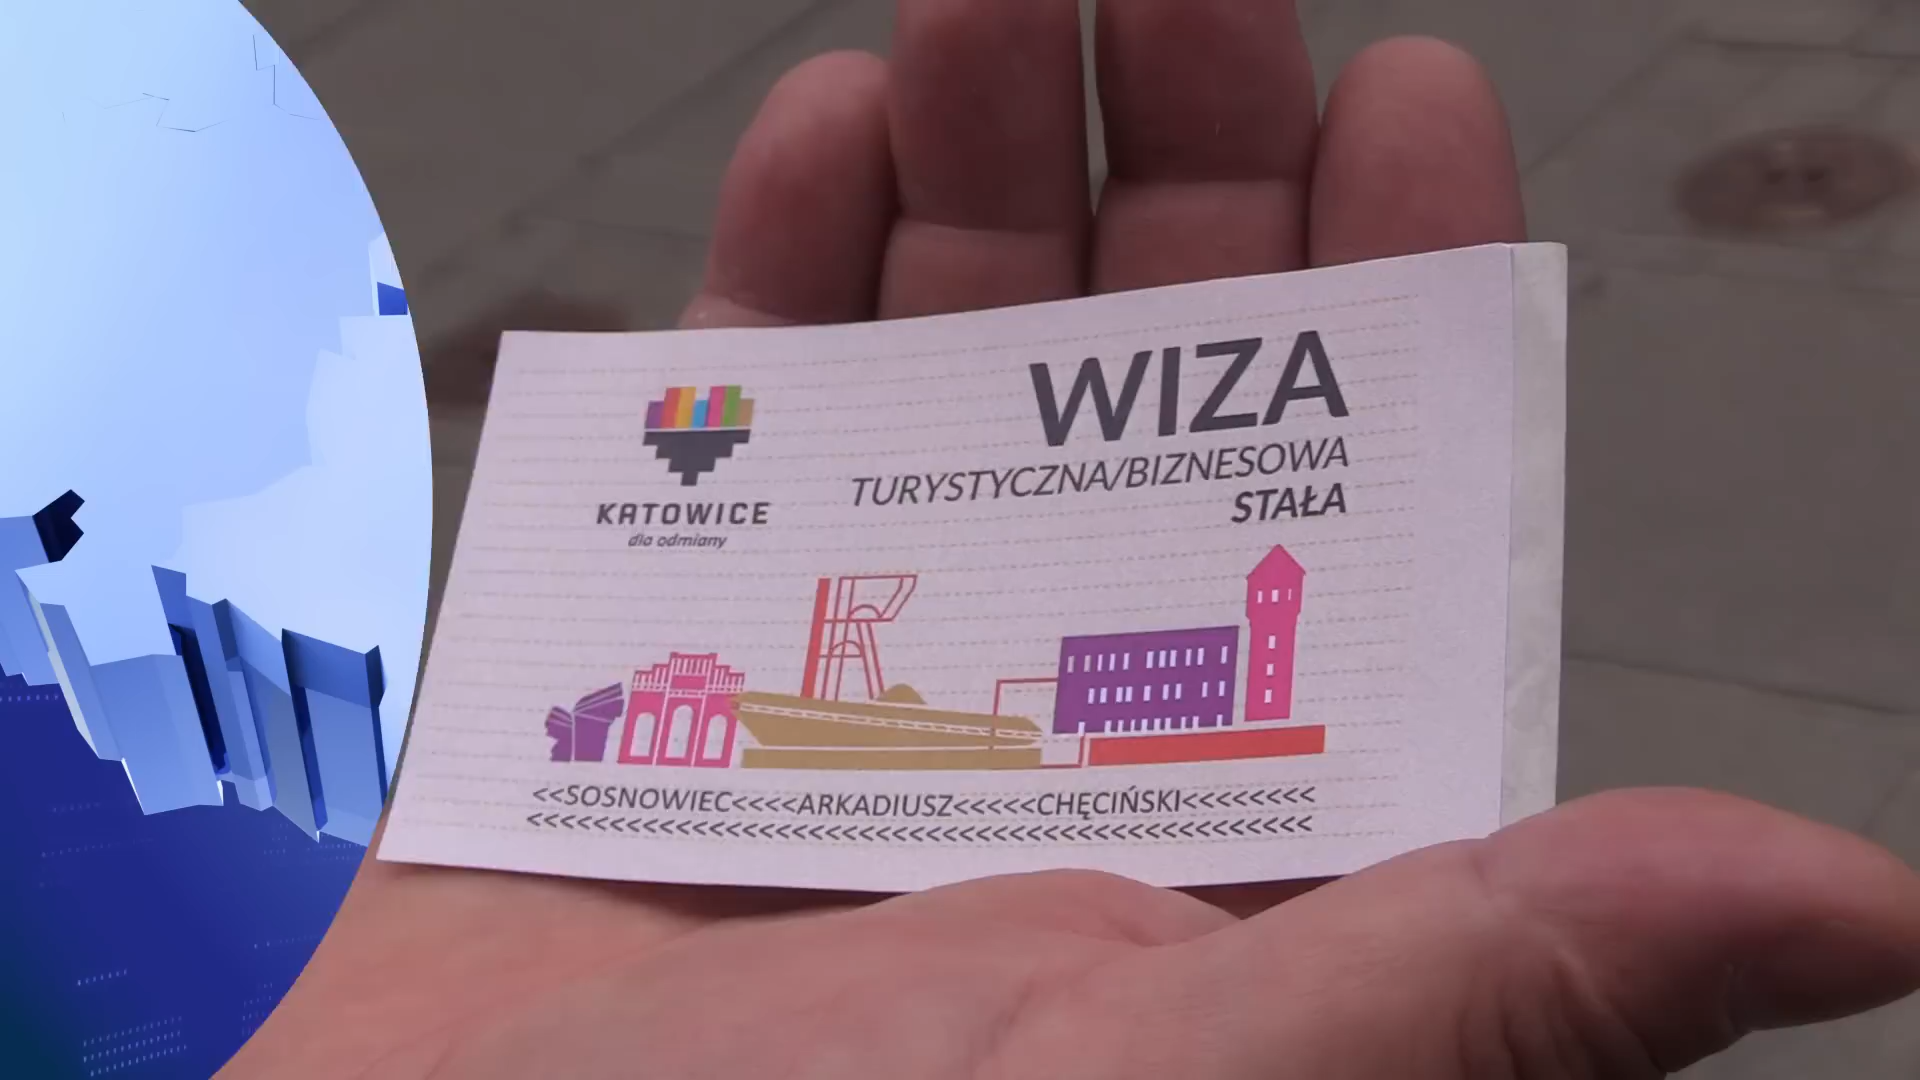 WIZA
TURYSTYCZNA/BIZNESOWA
STAŁA
KATOWICE
dla odmiany
<<SOSNOWIEC<<<<ARKADIUSZ<<<<<CHĘCIŃSKI<<<<<<<<
<<<<<<<<<<<<<<<<<<<<<<<<<<<<<<<<<<<<<<<<<<<<<<<